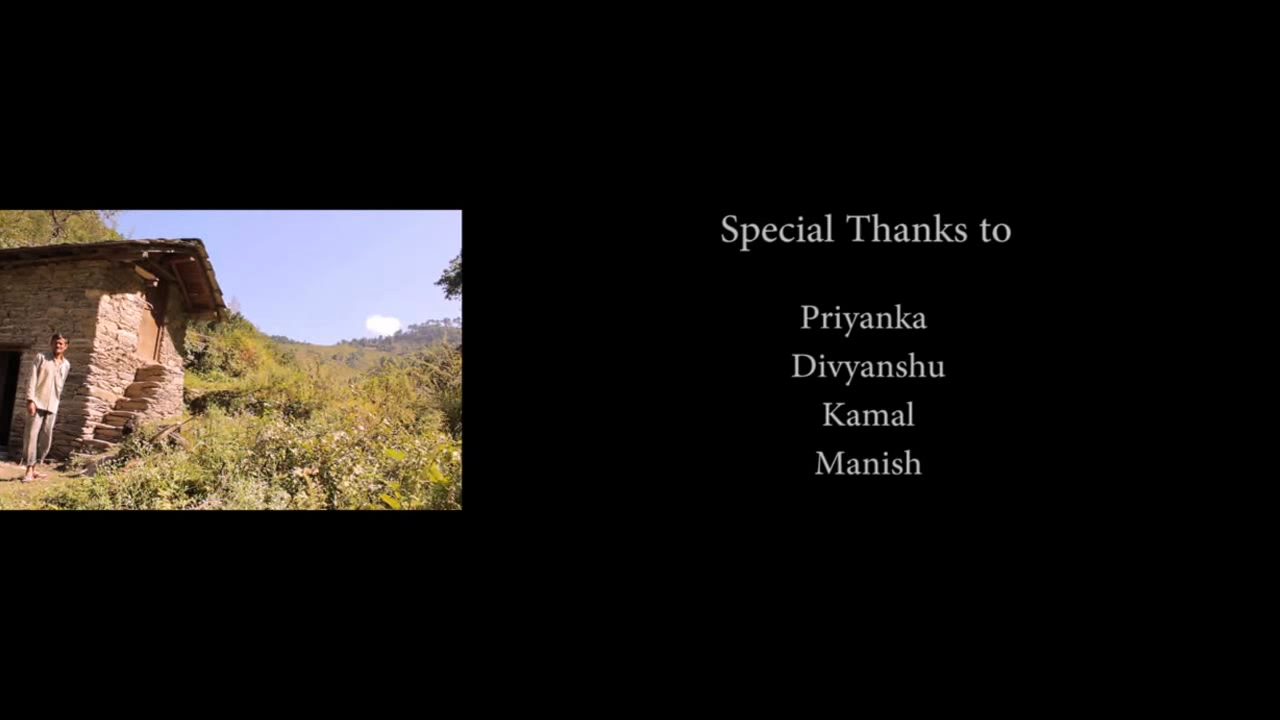 Special Thanks to
Priyanka
Divyanshu
Kamal
Manish